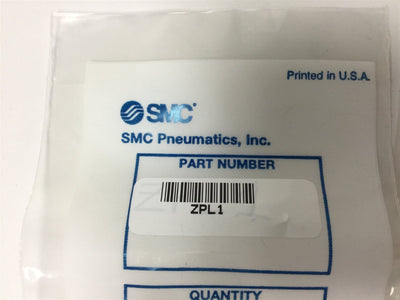 Printed in U.S.A.
SMC
SMC Pneumatics, Inc.
PART NUMBER
ZPL1
QUANTITY